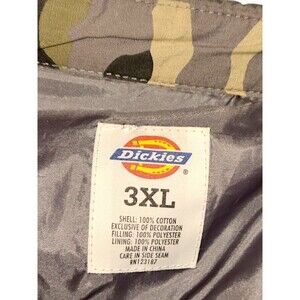 Dickies
®
3XL
SHELL: 100% COTTON
EXCLUSIVE OF DECORATION
FILLING: 100% POLYESTER
LINING: 100% POLYESTER
MADE IN CHINA
CARE IN SIDE SEAM
RN123187